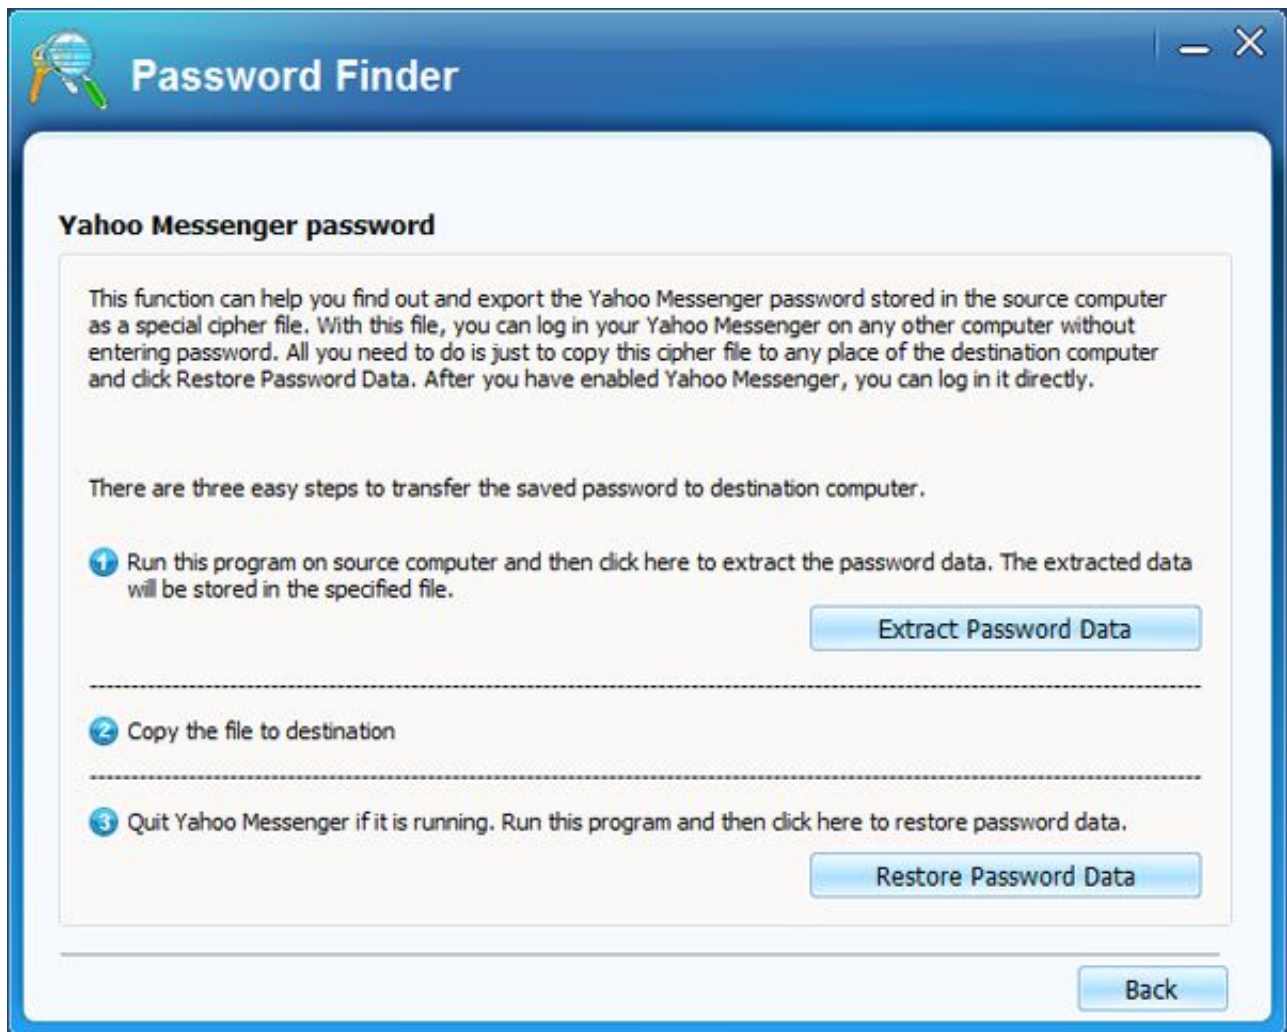 Password Finder
Yahoo Messenger password
This function can help you find out and export the Yahoo Messenger password stored in the source computer
as a special cipher file. With this file, you can log in your Yahoo Messenger on any other computer without
entering password. All you need to do is just to copy this cipher file to any place of the destination computer
and click Restore Password Data. After you have enabled Yahoo Messenger, you can log in it directly.
There are three easy steps to transfer the saved password to destination computer.
1 Run this program on source computer and then click here to extract the password data. The extracted data
will be stored in the specified file.
Extract Password Data
2 Copy the file to destination
3 Quit Yahoo Messenger if it is running. Run this program and then click here to restore password data.
Restore Password Data
Back